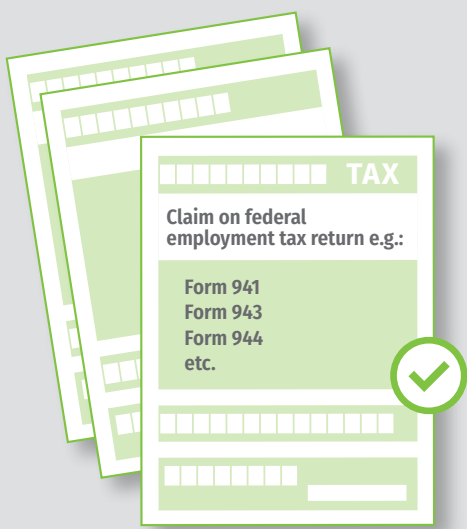 TAX
Claim on federal
employment tax return e.g.:
Form 941
Form 943
Form 944
etc.